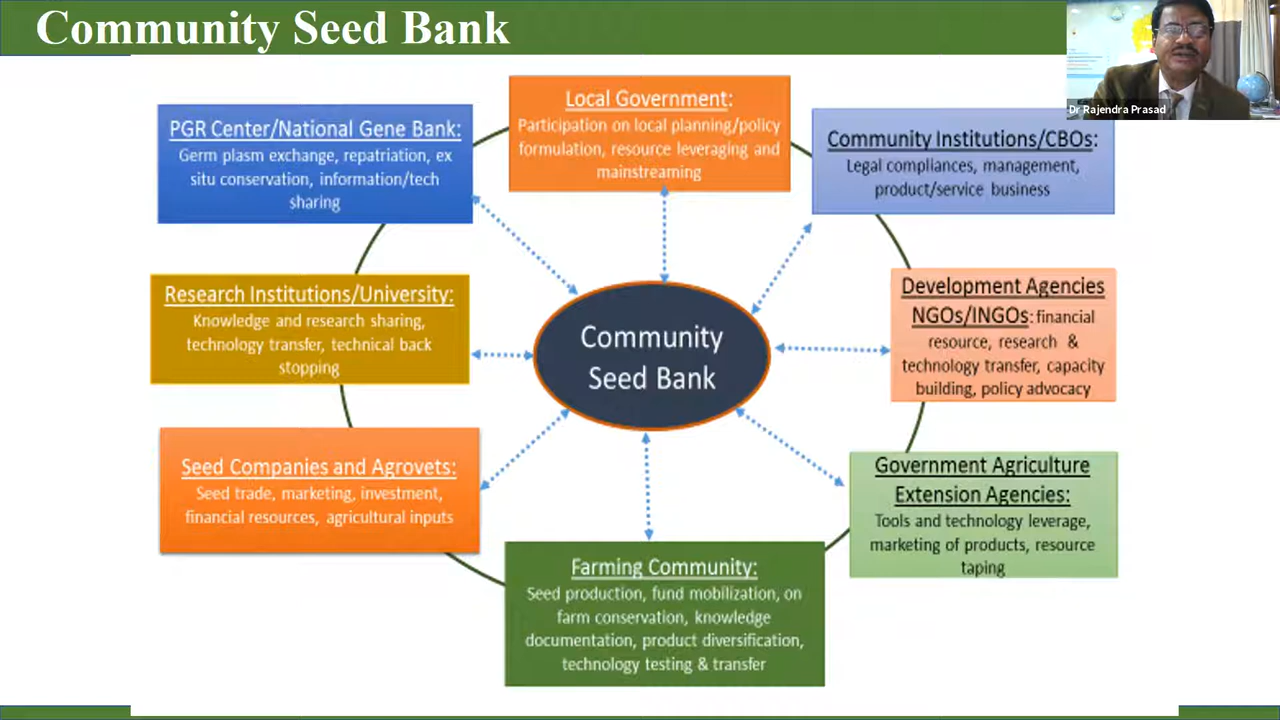 Community Seed Bank
Dr Rajendra Prasad
PGR Center/National Gene Bank:
Germ plasm exchange, repatriation, ex
situ conservation, information/tech
sharing
Local Government:
Participation on local planning/policy
formulation, resource leveraging and
mainstreaming
Community Institutions/CBOs:
Legal compliances, management,
product/service business
Research Institutions/University:
Knowledge and research sharing,
technology transfer, technical back
stopping
Community
Seed Bank
Development Agencies
NGOs/INGOs: financial
resource, research &
technology transfer, capacity
building, policy advocacy
Seed Companies and Agrovets:
Seed trade, marketing, investment,
financial resources, agricultural inputs
Government Agriculture
Extension Agencies:
Tools and technology leverage,
marketing of products, resource
taping
Farming Community:
Seed production, fund mobilization, on
farm conservation, knowledge
documentation, product diversification,
technology testing & transfer